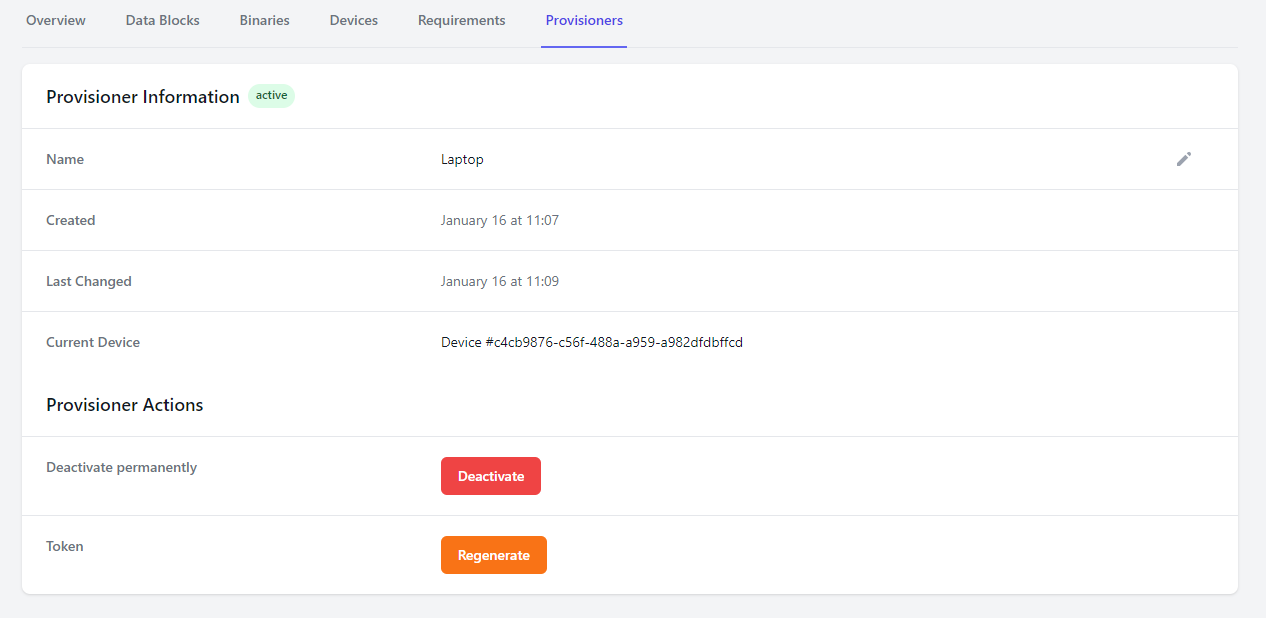 Overview Data Blocks Binaries Devices Requirements Provisioners
Provisioner Information active
Name Laptop
Created January 16 at 11:07
Last Changed January 16 at 11:09
Current Device Device #c4cb9876-c56f-488a-a959-a982dfdbffcd
Provisioner Actions
Deactivate permanently Deactivate
Token Regenerate